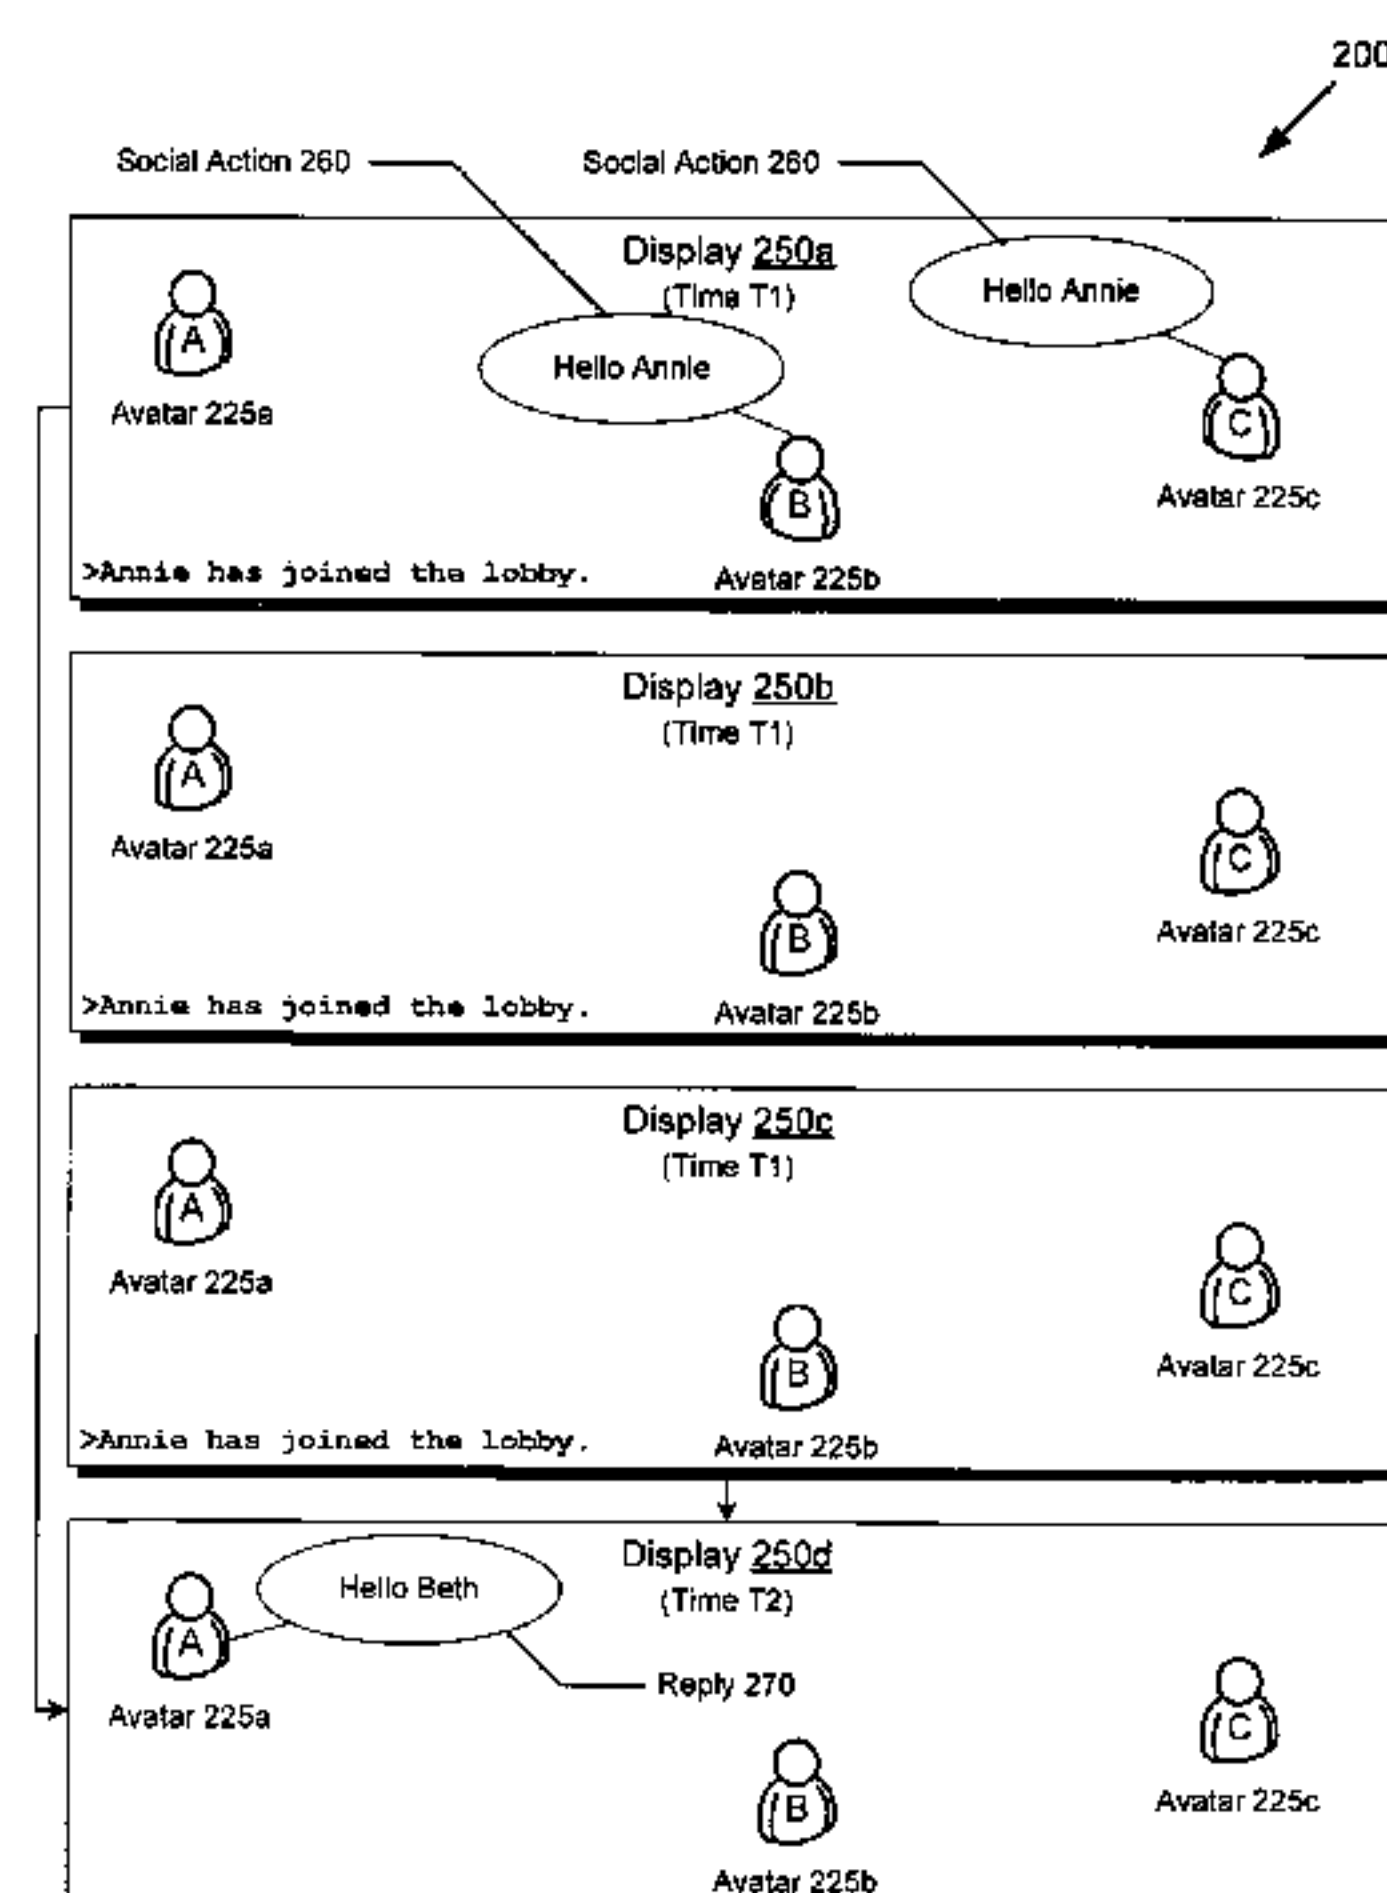 200
Social Action 260 Social Action 260
Display 250a
(Time T1)
Hello Annie
Hello Annie
A
Avatar 225a
C
Avatar 225c
B
>Annie has joined the lobby.
Avatar 225b
Display 250b
(Time T1)
A
Avatar 225a
C
Avatar 225c
B
>Annie has joined the lobby.
Avatar 225b
Display 250c
(Time T1)
A
Avatar 225a
C
Avatar 225c
B
>Annie has joined the lobby.
Avatar 225b
Display 250d
(Time T2)
Hello Beth
A
Reply 270
Avatar 225a
C
Avatar 225c
B
Avatar 225b